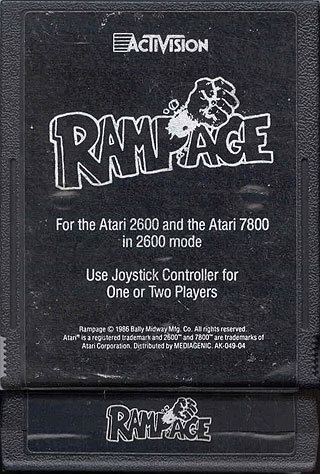 ACTIVISION
RAMPAGE
For the Atari 2600 and the Atari 7800
in 2600 mode
Use Joystick Controller for
One or Two Players
Rampage © 1986 Bally Midway Mfg. Co. All rights reserved.
Atari® is a registered trademark and 2600™ and 7800™ are trademarks of
Atari Corporation. Distributed by MEDIAGENIC. AK-049-04
RAMPAGE